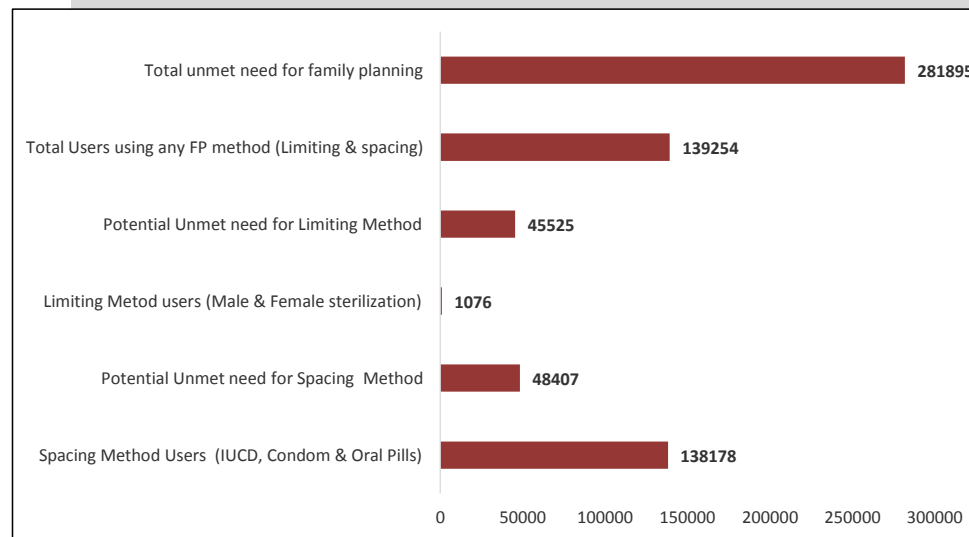 Total unmet need for family planning
281895
Total Users using any FP method (Limiting & spacing)
139254
Potential Unmet need for Limiting Method
45525
Limiting Metod users (Male & Female sterilization)
1076
Potential Unmet need for Spacing Method
48407
Spacing Method Users (IUCD, Condom & Oral Pills)
138178
0 50000 100000 150000 200000 250000 300000